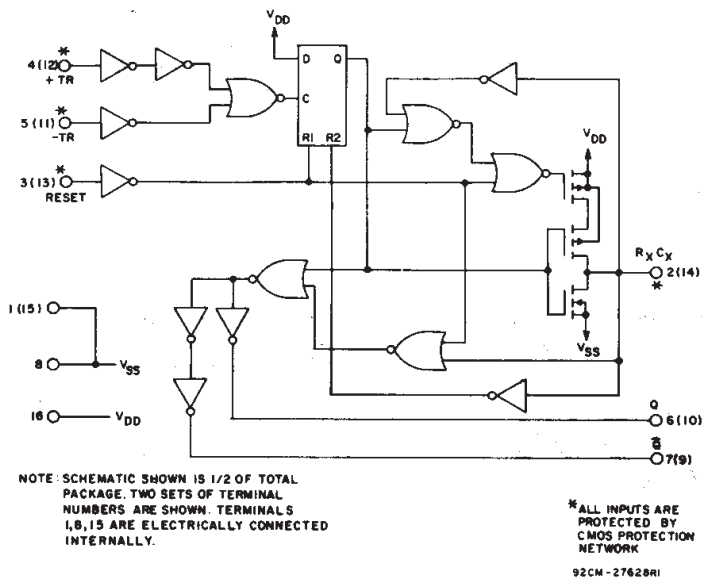 VDD
*
4(12)
+ TR
D Q
C
R1 R2
*
5(11)
-TR
*
3(13)
RESET
VDD
RXCX
2(14)
*
VSS
1(15)
8 VSS
16 VDD
Q
6(10)
Q̅
7(9)
NOTE: SCHEMATIC SHOWN IS 1/2 OF TOTAL
PACKAGE. TWO SETS OF TERMINAL
NUMBERS ARE SHOWN. TERMINALS
1,8,15 ARE ELECTRICALLY CONNECTED
INTERNALLY.
*ALL INPUTS ARE
PROTECTED BY
CMOS PROTECTION
NETWORK
92CM-27628R1